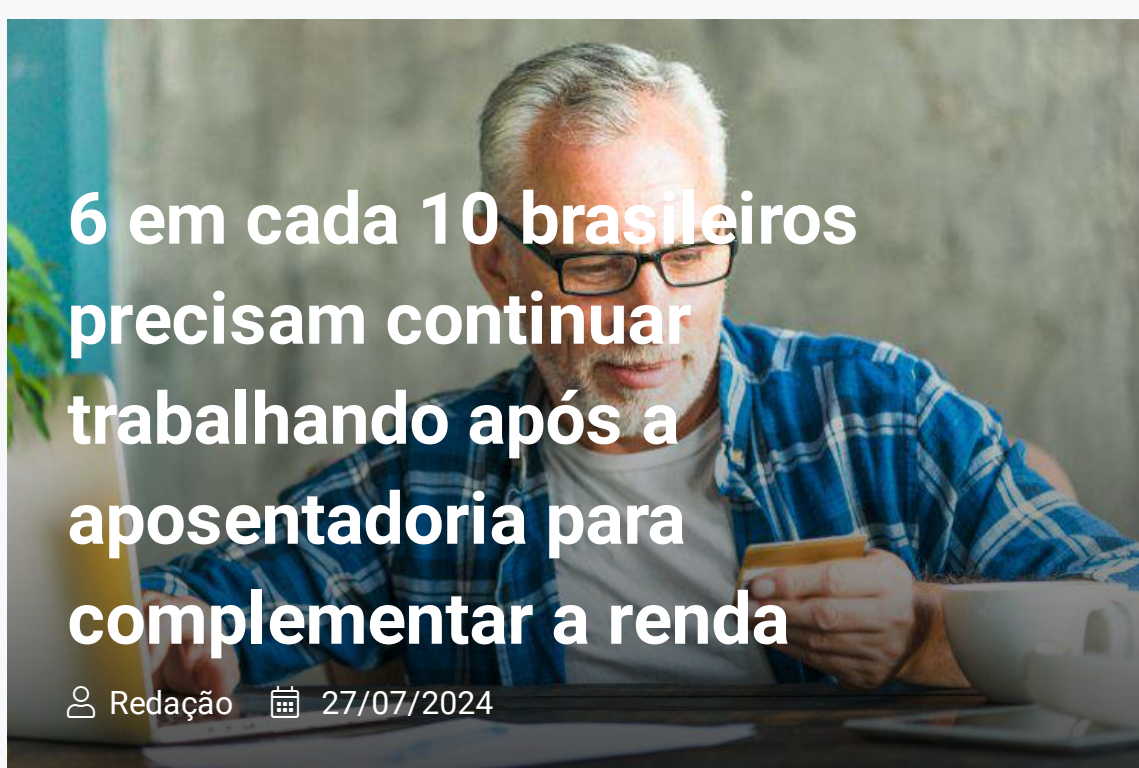 6 em cada 10 brasileiros
precisam continuar
trabalhando após a
aposentadoria para
complementar a renda
Redação 27/07/2024